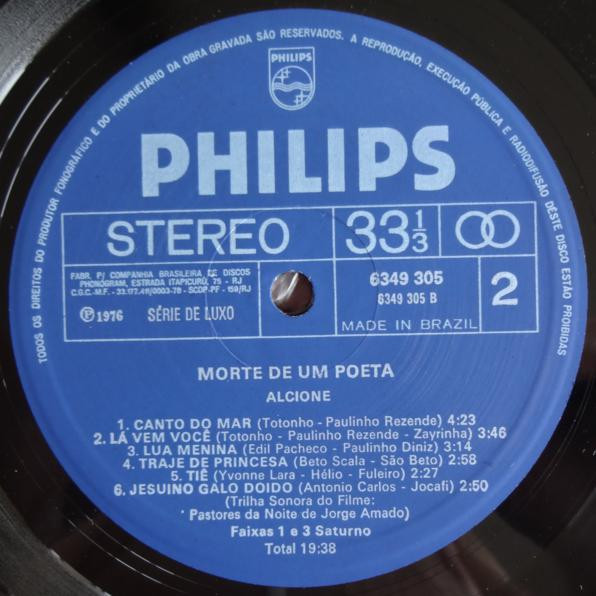 TODOS OS DIREITOS DO PRODUTOR FONOGRÁFICO E DO PROPRIETÁRIO DA OBRA GRAVADA SÃO RESERVADOS. A REPRODUÇÃO, EXECUÇÃO PÚBLICA E RADIODIFUSÃO DÊSTE DISCO ESTÃO PROIBIDAS
PHILIPS
PHILIPS
STEREO
33 1/3
FABR. P/ COMPANHIA BRASILEIRA DE DISCOS
PHONOGRAM, ESTRADA ITAPICURÚ, 75 - RJ
C.G.C.-M.F. - 33.177.411/0003-78 - SCDP-PF - 159/RJ
℗ 1976 SÉRIE DE LUXO
6349 305
6349 305 B
2
MADE IN BRAZIL
MORTE DE UM POETA
ALCIONE
1. CANTO DO MAR (Totonho - Paulinho Rezende) 4:23
2. LÁ VEM VOCÊ (Totonho - Paulinho Rezende - Zayrinha) 3:46
3. LUA MENINA (Edil Pacheco - Paulinho Diniz) 3:14
4. TRAJE DE PRINCESA (Beto Scala - São Beto) 2:58
5. TIÊ (Yvonne Lara - Hélio - Fuleiro) 2:27
6. JESUINO GALO DOIDO (Antonio Carlos - Jocafi) 2:50
(Trilha Sonora do Filme:
Pastores da Noite de Jorge Amado)
Faixas 1 e 3 Saturno
Total 19:38